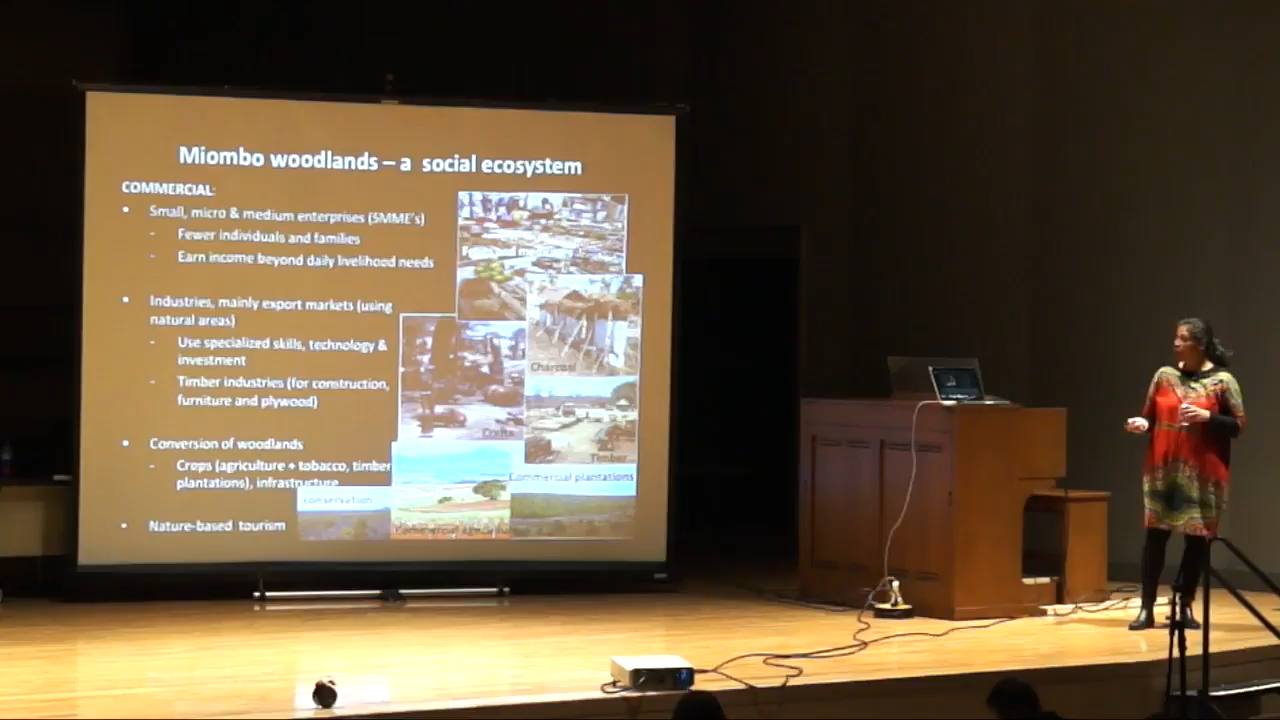 Miombo woodlands – a social ecosystem
COMMERCIAL:
• Small, micro & medium enterprises (SMME's)
- Fewer individuals and families
- Earn income beyond daily livelihood needs
• Industries, mainly export markets (using
natural areas)
- Use specialized skills, technology &
investment
- Timber industries (for construction,
furniture and plywood)
• Conversion of woodlands
- Crops (agriculture + tobacco, timber
plantations), infrastructure
• Nature-based tourism
Charcoal
Crafts
Timber
Commercial plantations
conservation